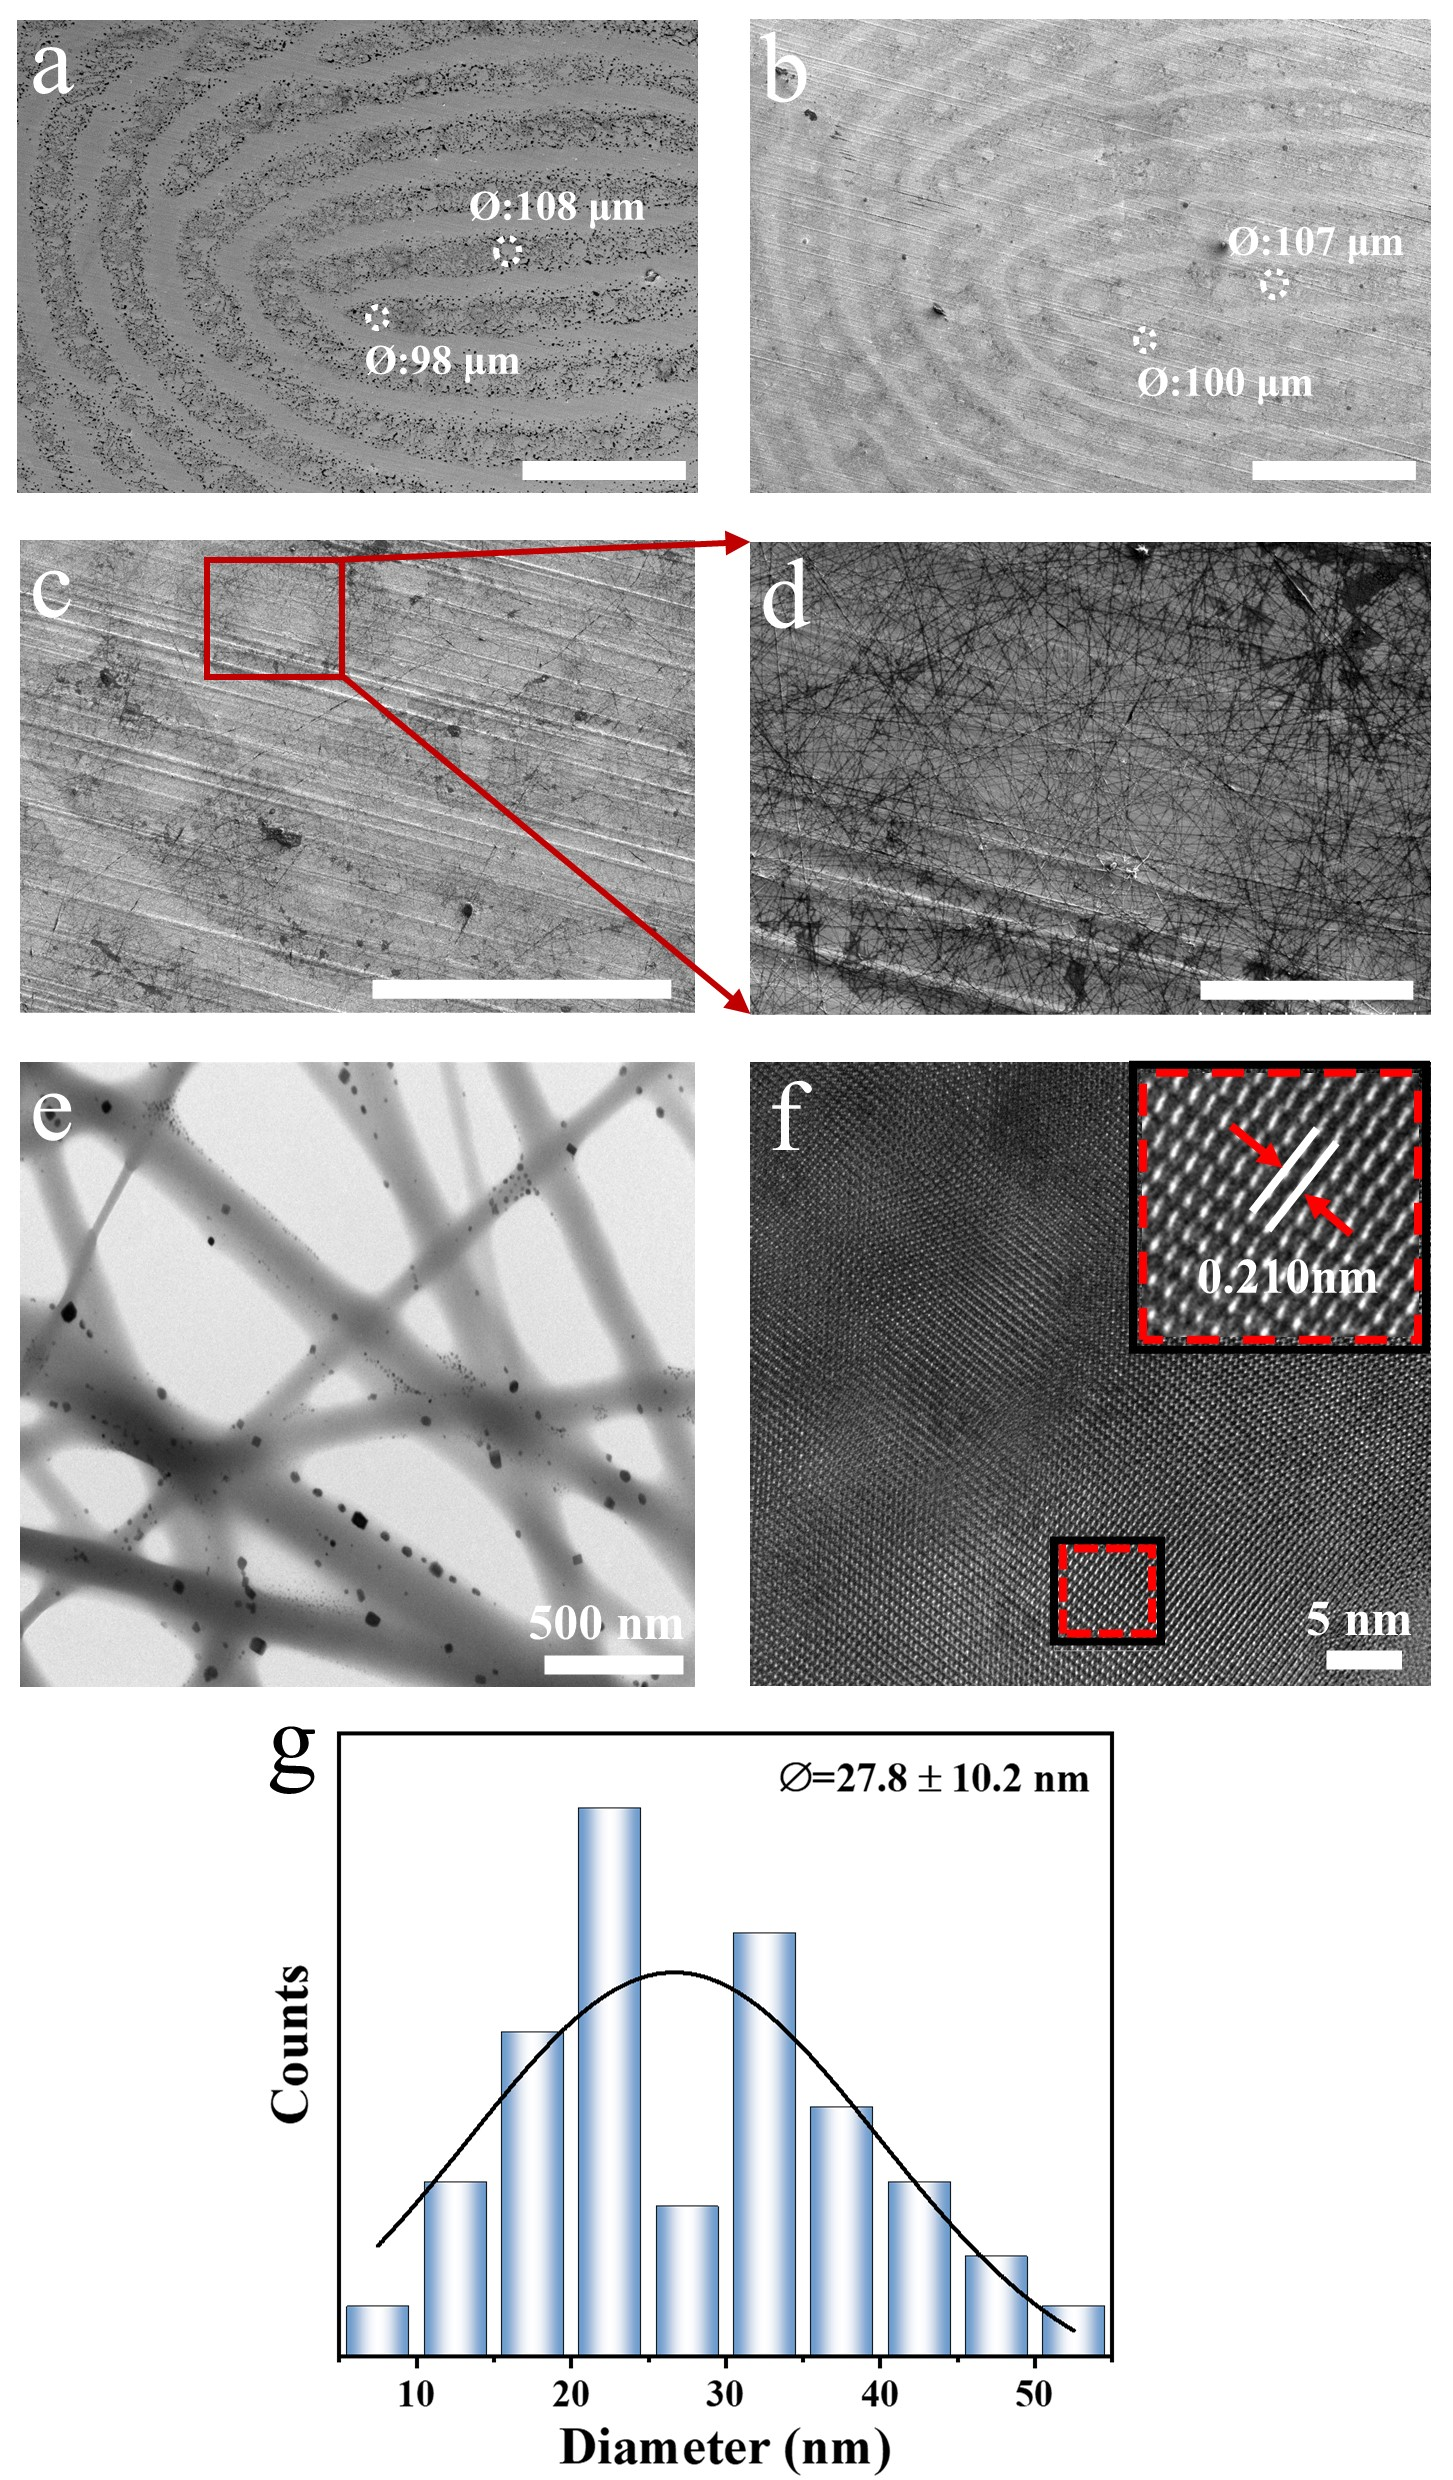 a
b
Ø:108 μm
Ø:98 μm
Ø:107 μm
Ø:100 μm
c
d
e
500 nm
f
0.210nm
5 nm
g
∅=27.8 ± 10.2 nm
Counts
10 20 30 40 50
Diameter (nm)